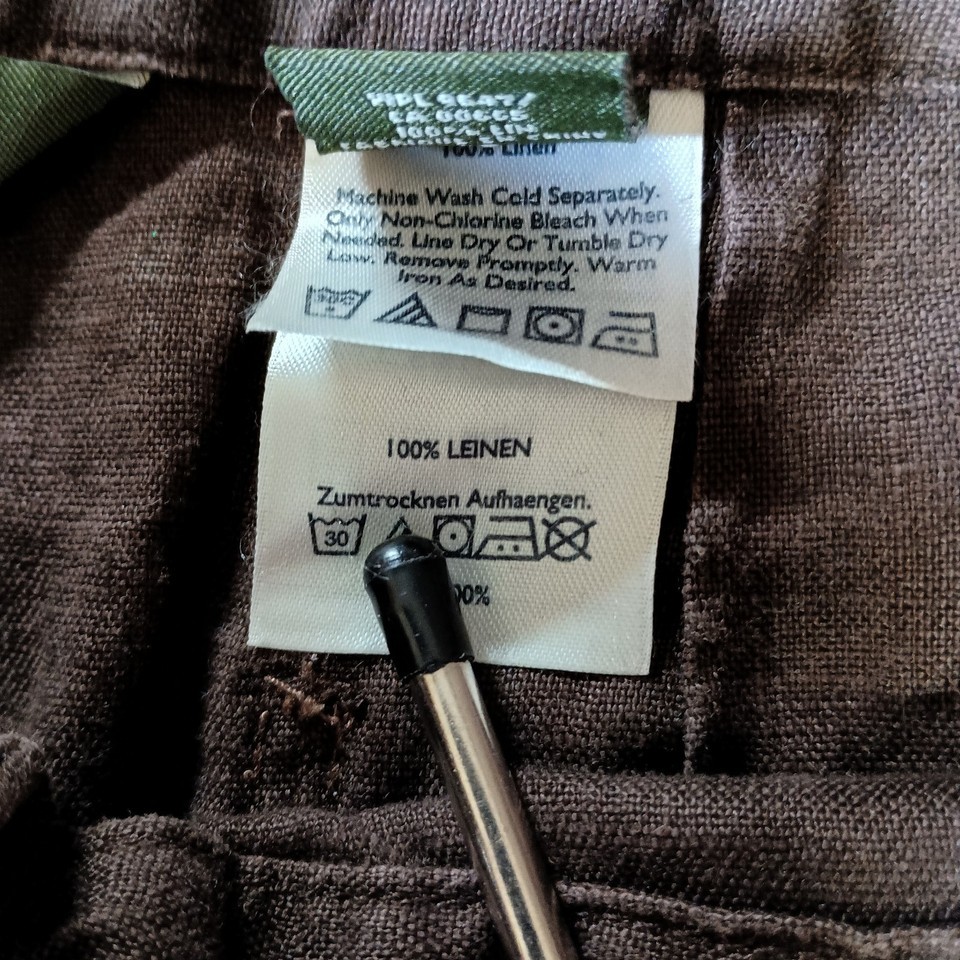 100% Linen
Machine Wash Cold Separately.
Only Non-Chlorine Bleach When
Needed. Line Dry Or Tumble Dry
Low. Remove Promptly. Warm
Iron As Desired.
100% LEINEN
Zumtrocknen Aufhaengen.
30